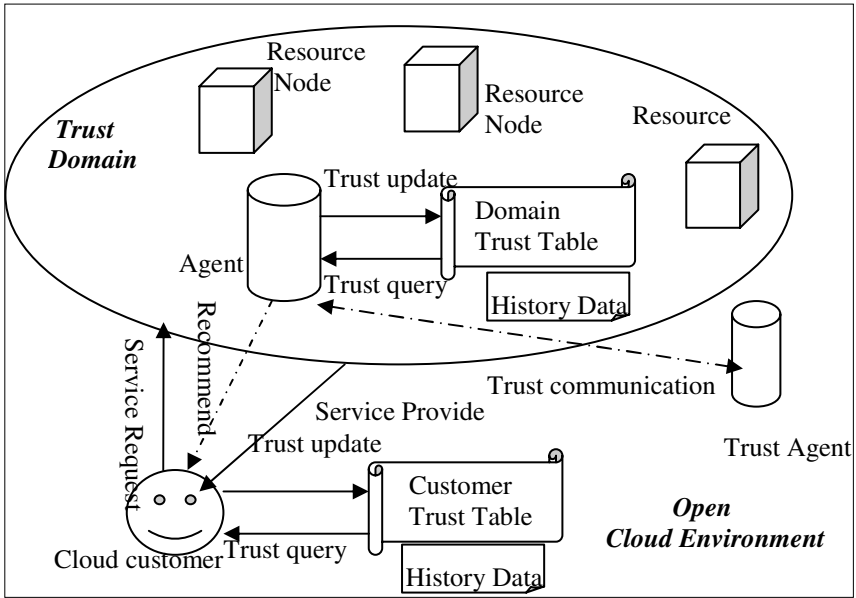 Resource
Node
Resource
Node
Resource
Trust
Domain
Trust update
Domain
Trust Table
Agent
Trust query
History Data
Recommend
Service Request
Trust communication
Service Provide
Trust update
Trust Agent
Customer
Trust Table
Open
Cloud Environment
Cloud customer
Trust query
History Data